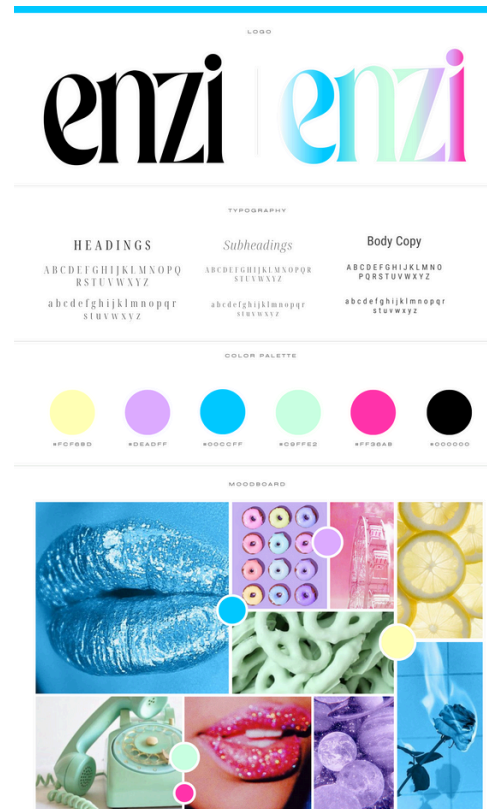 LOGO
enzi
enzi
TYPOGRAPHY
HEADINGS
ABCDEFGHIJKLMNOPQ
RSTUVWXYZ
abcdefghijklmnopqr
stuvwxyz
Subheadings
ABCDEFGHIJKLMNOPQR
STUVWXYZ
abcdefghijklmnopqr
stuvwxyz
Body Copy
ABCDEFGHIJKLMNO
PQRSTUVWXYZ
abcdefghijklmnopqr
stuvwxyz
COLOR PALETTE
#FCFBBD
#DEADFF
#00CCFF
#C9FFE2
#FF36AB
#000000
MOODBOARD